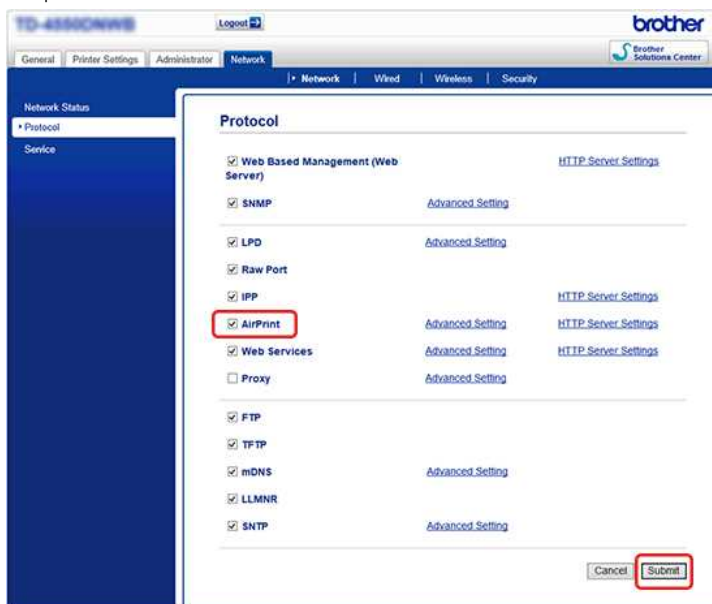 TD-4550DNWB
Logout
brother
General Printer Settings Administrator Network
Brother
Solutions Center
Network | Wired | Wireless | Security
Network Status
Protocol
Service
Protocol
Web Based Management (Web
Server)
HTTP Server Settings
SNMP Advanced Setting
LPD Advanced Setting
Raw Port
IPP HTTP Server Settings
AirPrint Advanced Setting HTTP Server Settings
Web Services Advanced Setting HTTP Server Settings
Proxy Advanced Setting
FTP
TFTP
mDNS Advanced Setting
LLMNR
SNTP Advanced Setting
Cancel Submit